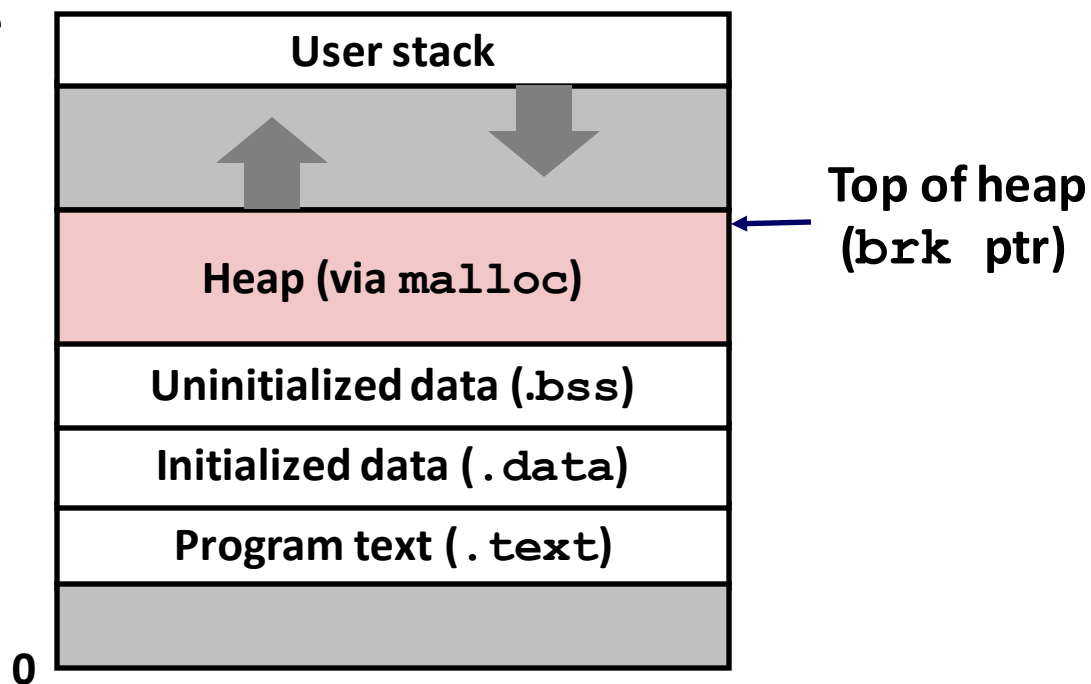 User stack
Top of heap
(brk ptr)
Heap (via malloc)
Uninitialized data (.bss)
Initialized data (.data)
Program text (.text)
0